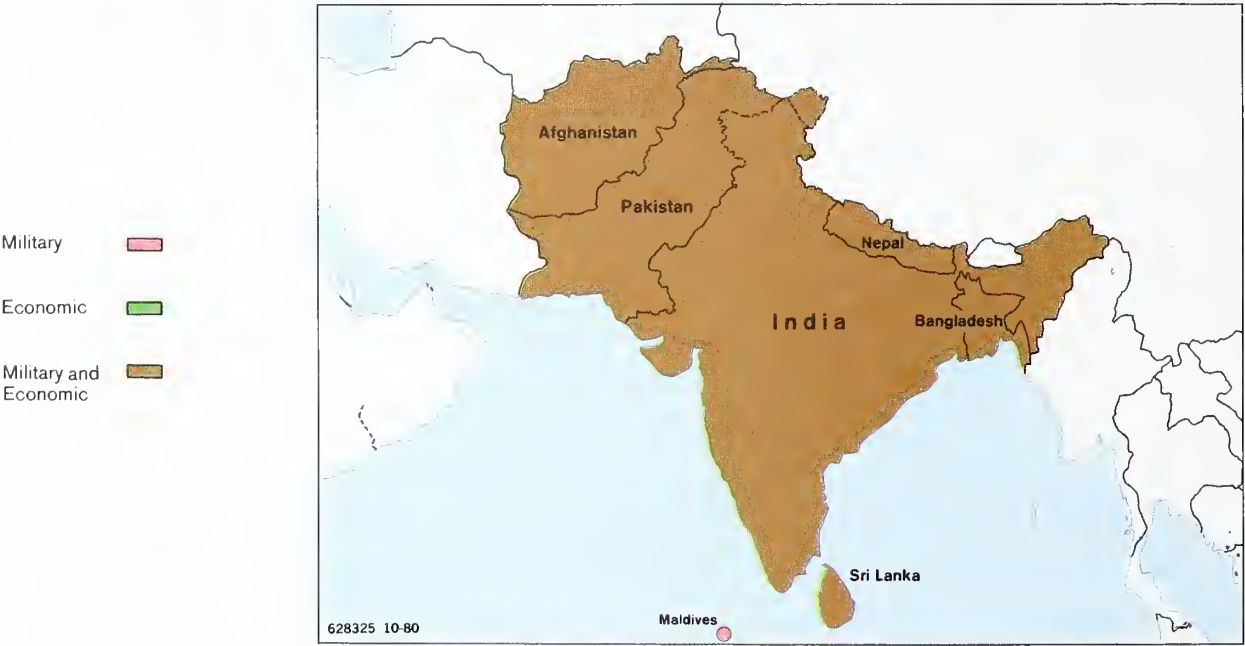 Military
Economic
Military and
Economic
Afghanistan
Pakistan
Nepal
India
Bangladesh
Sri Lanka
Maldives
628325 10-80